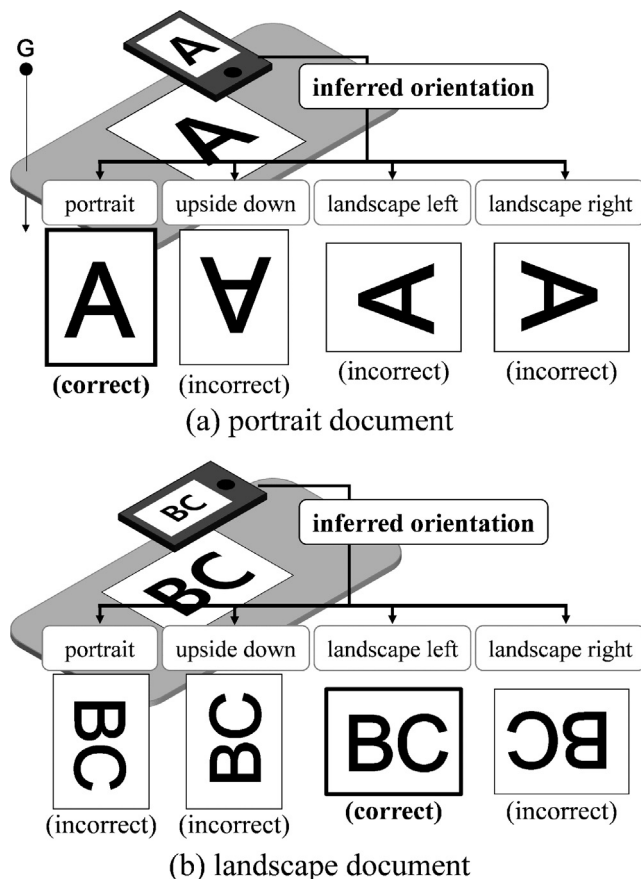 G
A
A
inferred orientation
portrait upside down landscape left landscape right
A A A A
(correct) (incorrect) (incorrect) (incorrect)
(a) portrait document
BC
BC
inferred orientation
portrait upside down landscape left landscape right
BC BC BC BC
(incorrect) (incorrect) (correct) (incorrect)
(b) landscape document